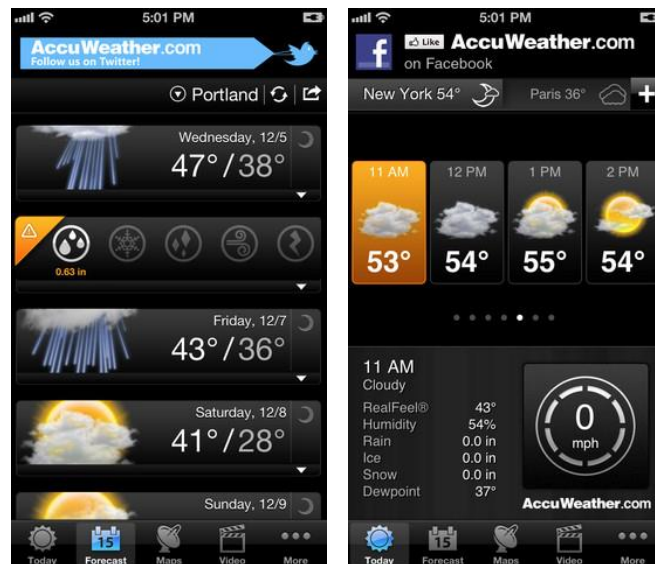 5:01 PM
AccuWeather.com
Follow us on Twitter!
Portland
Wednesday, 12/5
47°/38°
0.63 in
Friday, 12/7
43°/36°
Saturday, 12/8
41°/28°
Sunday, 12/9
Today
15
Forecast
Maps
Video
More
5:01 PM
f Like AccuWeather.com
on Facebook
New York 54°
Paris 36°
+
11 AM
12 PM
1 PM
2 PM
53°
54°
55°
54°
11 AM
Cloudy
RealFeel® 43°
Humidity 54%
Rain 0.0 in
Ice 0.0 in
Snow 0.0 in
Dewpoint 37°
0
mph
AccuWeather.com
Today
15
Forecast
Maps
Video
More